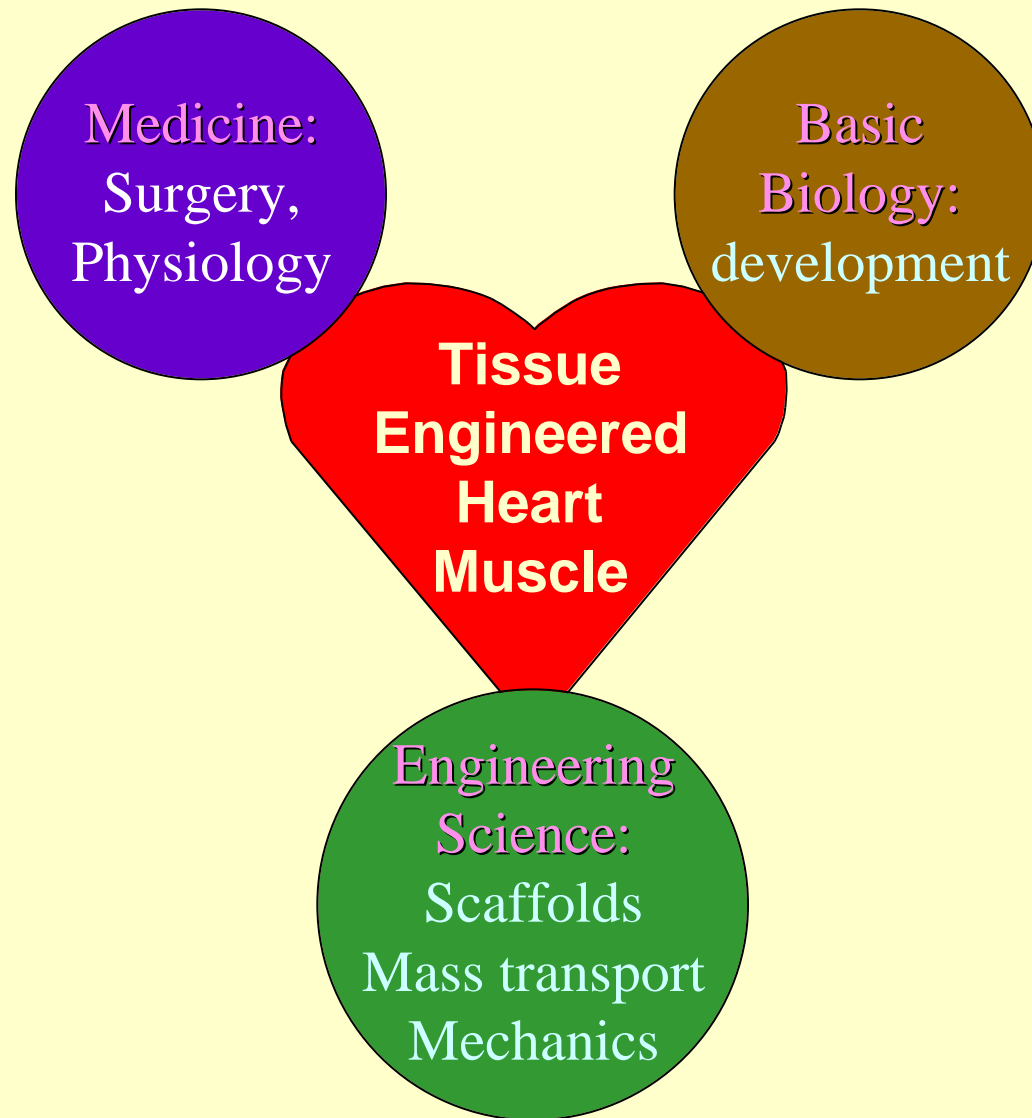 Medicine:
Surgery,
Physiology
Basic
Biology:
development
Tissue
Engineered
Heart
Muscle
Engineering
Science:
Scaffolds
Mass transport
Mechanics